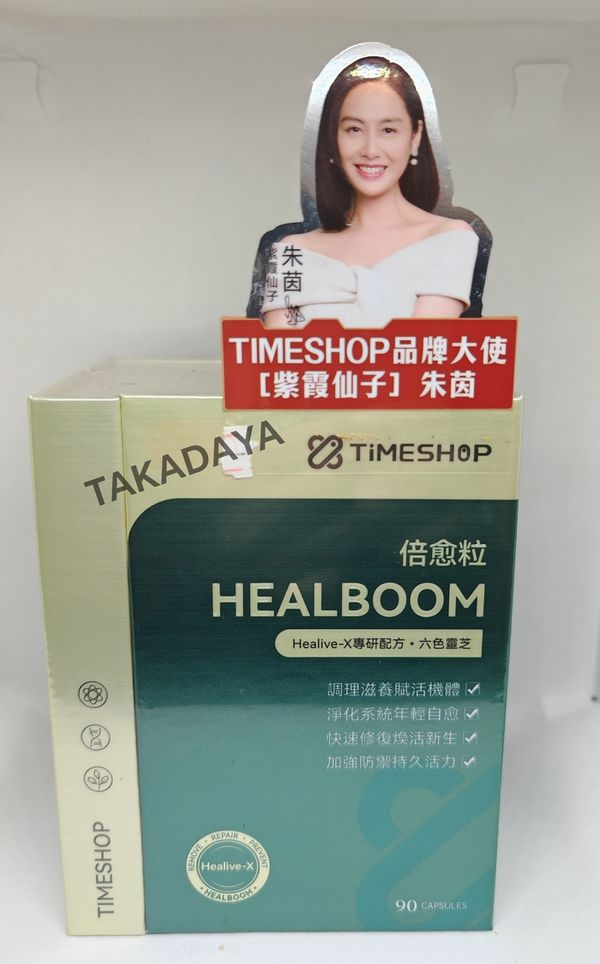 朱茵
紫霞仙子
TIMESHOP品牌大使
[紫霞仙子] 朱茵
TAKADAYA
TIMESHOP
倍愈粒
HEALBOOM
Healive-X專研配方・六色靈芝
調理滋養賦活機體
淨化系統年輕自愈
快速修復煥活新生
加強防禦持久活力
REMOVE · REPAIR · PREVENT
Healive-X
· HEALBOOM ·
90 CAPSULES
TIMESHOP